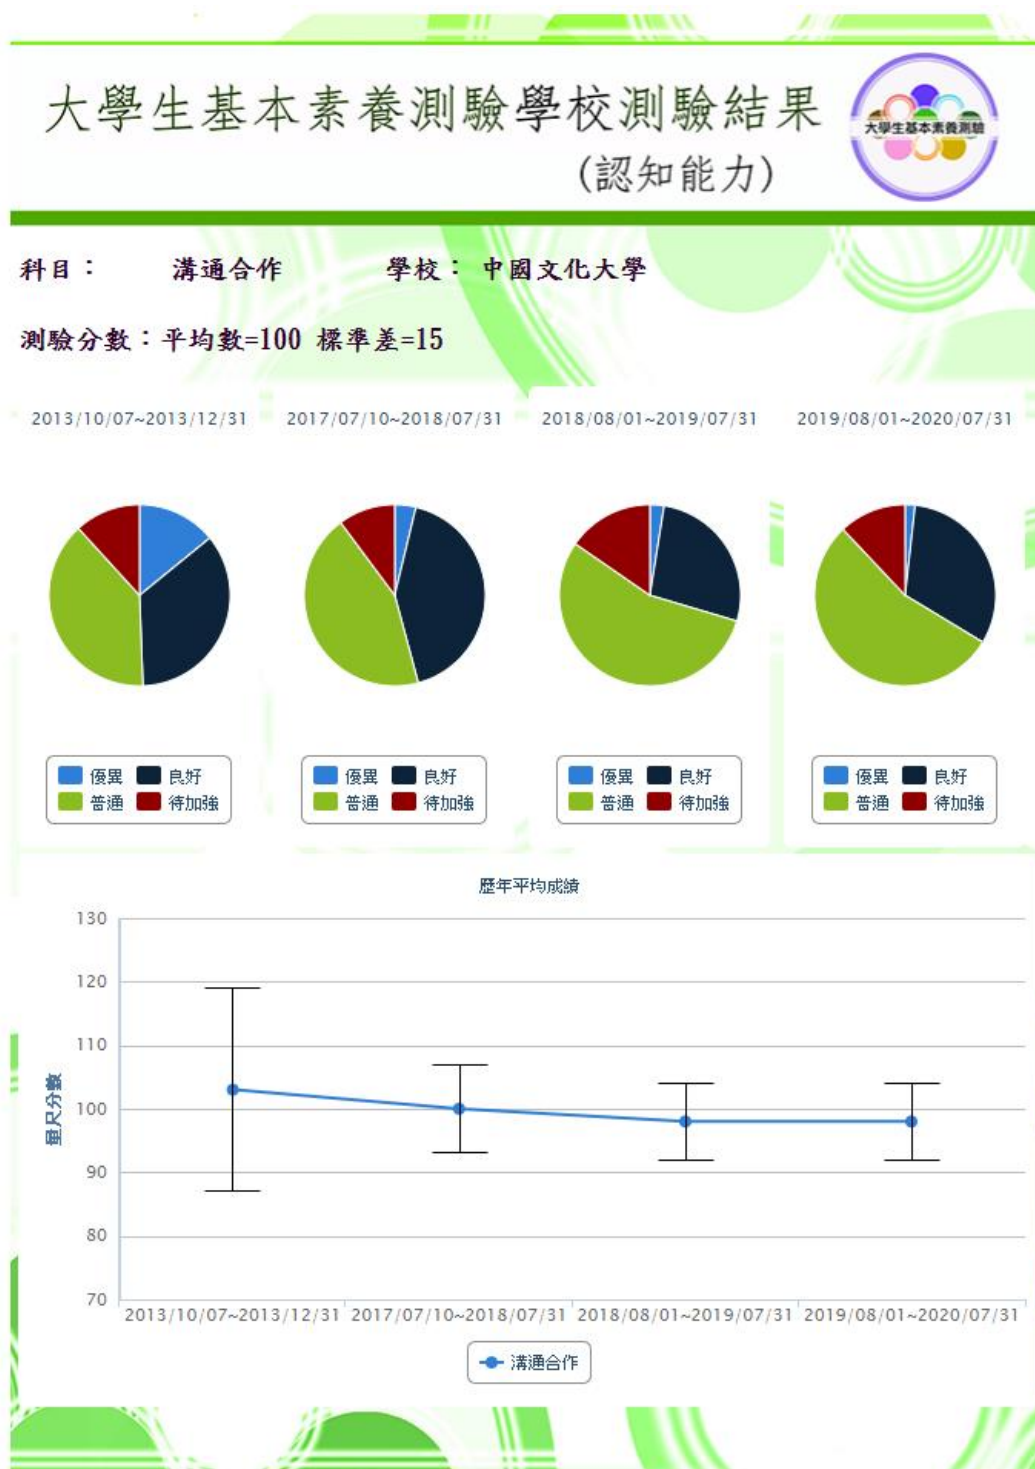 大學生基本素養測驗學校測驗結果
(認知能力)
大學生基本素養測驗
科目： 溝通合作 學校： 中國文化大學
測驗分數：平均數=100 標準差=15
2013/10/07~2013/12/31 2017/07/10~2018/07/31 2018/08/01~2019/07/31 2019/08/01~2020/07/31
優異 良好 優異 良好 優異 良好 優異 良好
普通 待加強 普通 待加強 普通 待加強 普通 待加強
歷年平均成績
130
120
110
100
90
80
70
量尺分數
2013/10/07~2013/12/31 2017/07/10~2018/07/31 2018/08/01~2019/07/31 2019/08/01~2020/07/31
溝通合作